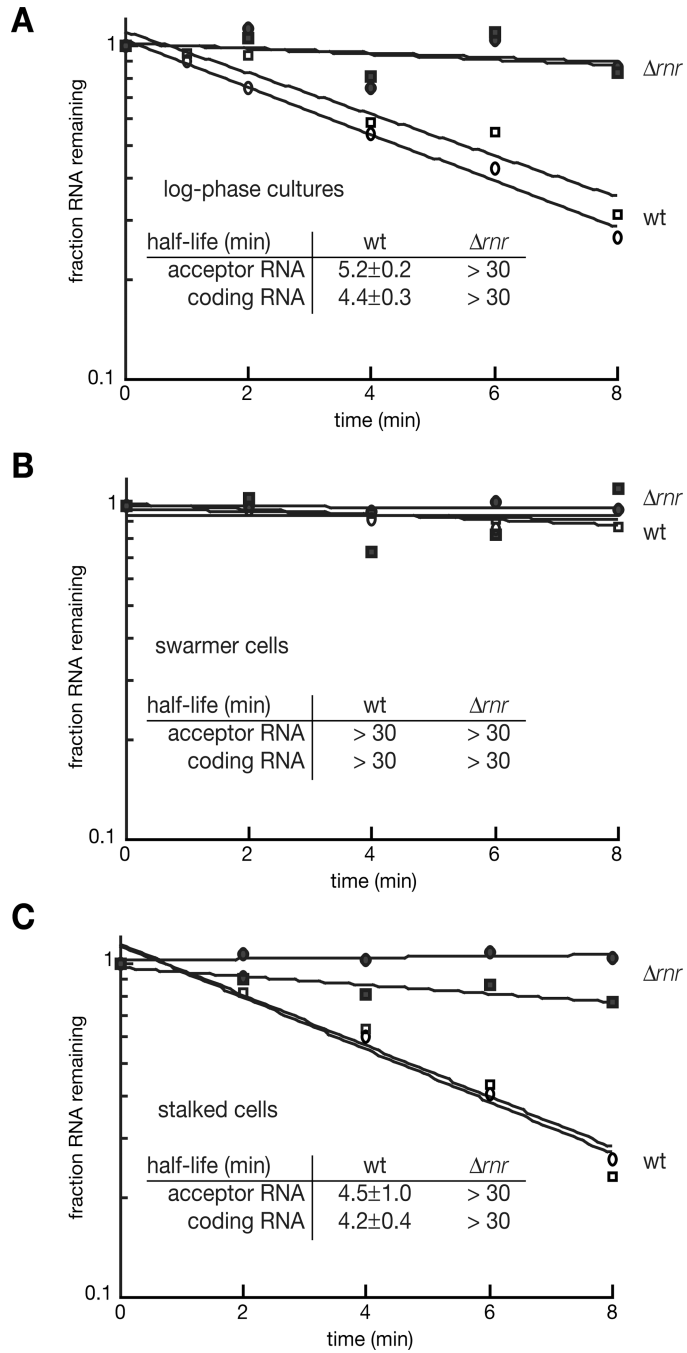 A
1
Δrnr
wt
fraction RNA remaining
log-phase cultures
half-life (min) wt Δrnr
acceptor RNA 5.2±0.2 > 30
coding RNA 4.4±0.3 > 30
0.1
0 2 4 6 8
time (min)
B
1
Δrnr
wt
fraction RNA remaining
swarmer cells
half-life (min) wt Δrnr
acceptor RNA > 30 > 30
coding RNA > 30 > 30
0.1
0 2 4 6 8
time (min)
C
1
Δrnr
fraction RNA remaining
stalked cells
wt
half-life (min) wt Δrnr
acceptor RNA 4.5±1.0 > 30
coding RNA 4.2±0.4 > 30
0.1
0 2 4 6 8
time (min)